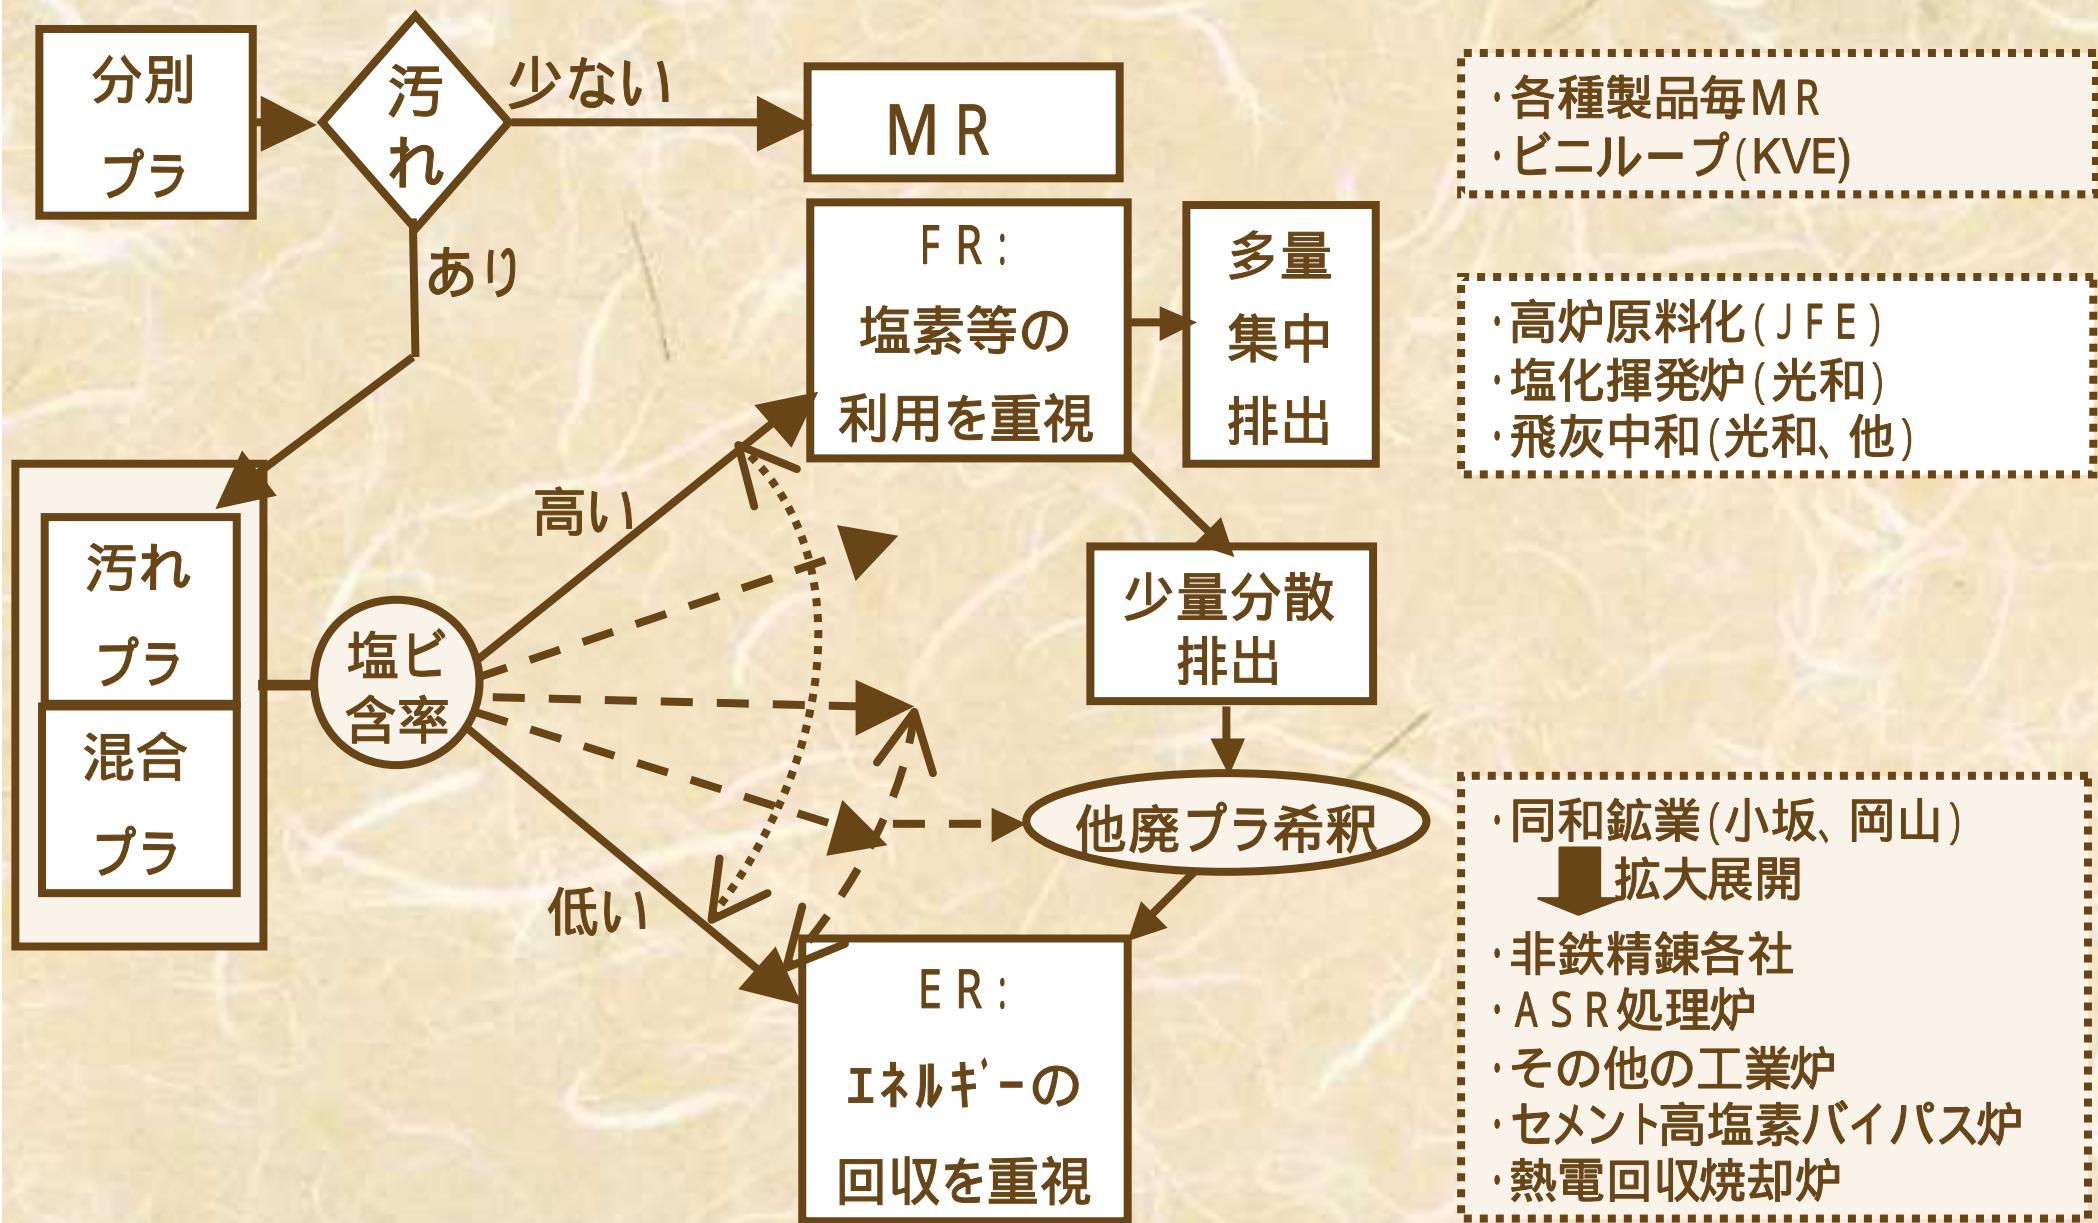 分別
プラ
汚
れ
少ない
あり
MR
FR:
塩素等の
利用を重視
多量
集中
排出
汚れ
プラ
混合
プラ
塩ビ
含率
高い
低い
少量分散
排出
他廃プラ希釈
ER:
エネルギーの
回収を重視
・各種製品毎MR
・ビニループ(KVE)
・高炉原料化(JFE)
・塩化揮発炉(光和)
・飛灰中和(光和、他)
・同和鉱業(小坂、岡山)
拡大展開
・非鉄精錬各社
・ASR処理炉
・その他の工業炉
・セメント高塩素バイパス炉
・熱電回収焼却炉